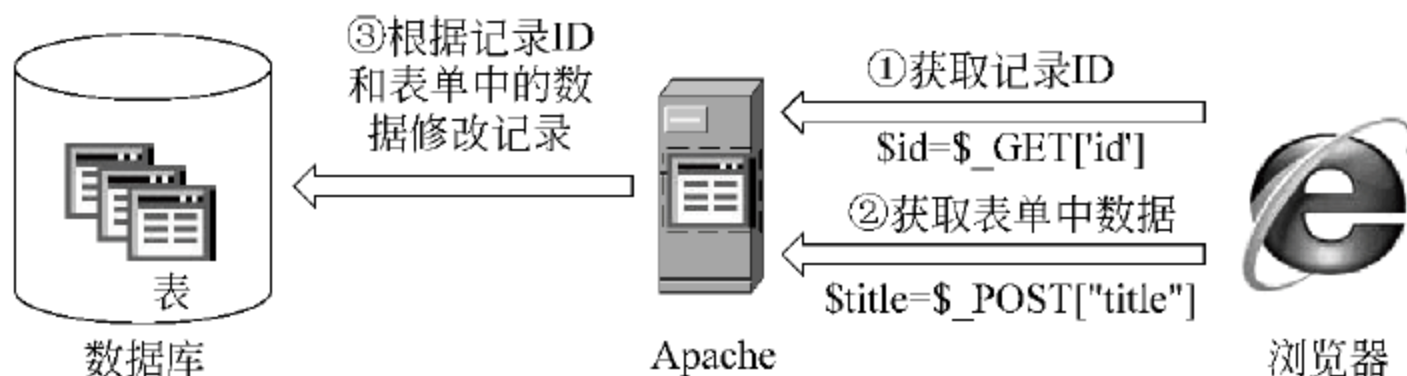 ③根据记录ID
和表单中的数
据修改记录
①获取记录ID
$id=$_GET['id']
②获取表单中数据
$title=$_POST["title"]
表
数据库
Apache
浏览器